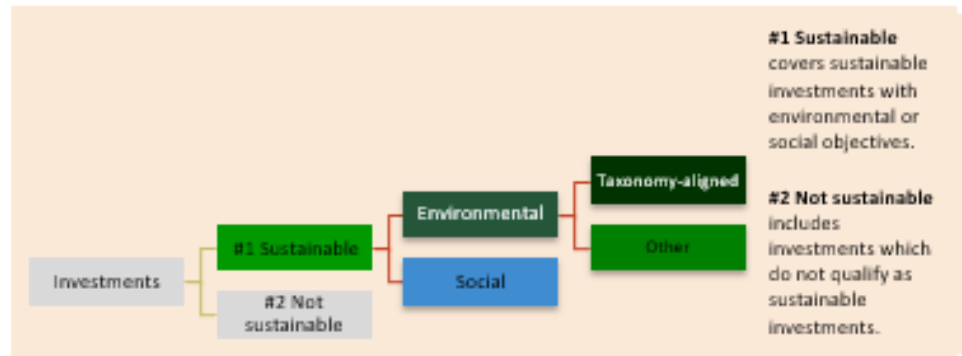 Investments
#1 Sustainable
#2 Not
sustainable
Environmental
Social
Taxonomy-aligned
Other
#1 Sustainable
covers sustainable
investments with
environmental or
social objectives.
#2 Not sustainable
includes
investments which
do not qualify as
sustainable
investments.